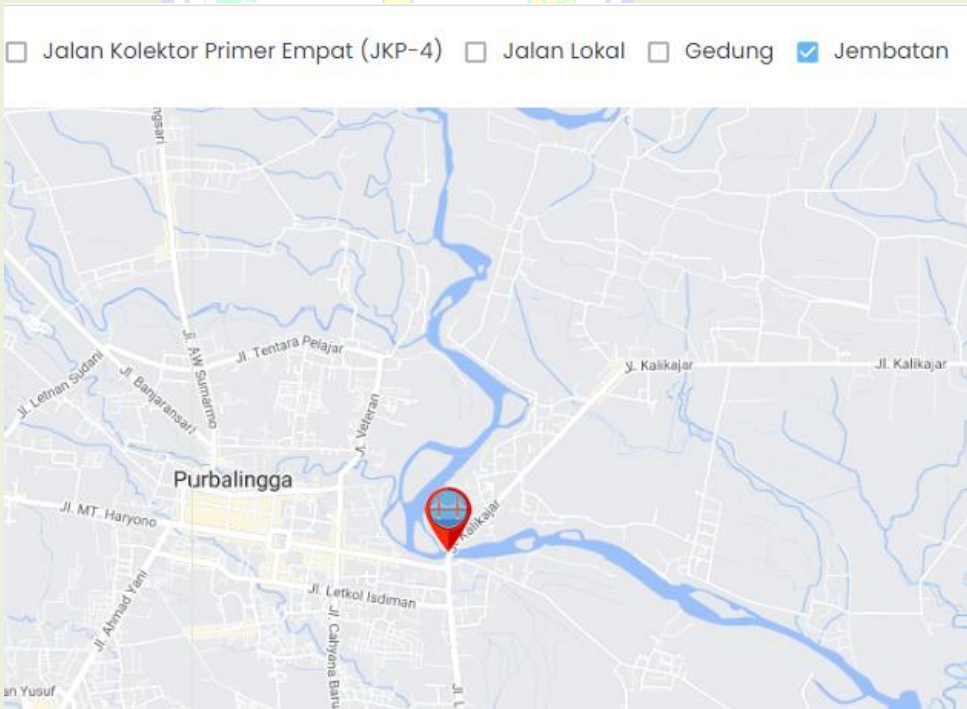 Jalan Kolektor Primer Empat (JKP-4) Jalan Lokal Gedung Jembatan
ngsari
Jl. AW Sumarmo
Jl. Tentara Pelajar
Jl. Letnan Sudani
Jl. Banjaransari
Jl. Kalikajar
Jl. Kalikajar
Jl. Veteran
Purbalingga
Jl. MT. Haryono
Kalikajar
Jl. Letkol Isdiman
Jl. Ahmad Yani
Jl. Cahyana Baru
Jl. L
an Yusuf